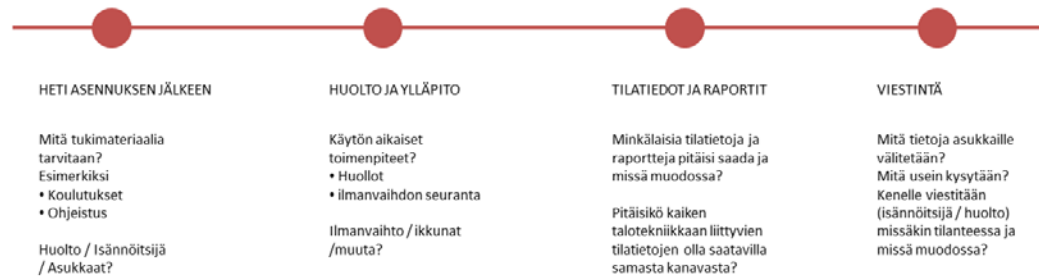 HETI ASENNUKSEN JÄLKEEN
Mitä tukimateriaalia
tarvitaan?
Esimerkiksi
• Koulutukset
• Ohjeistus
Huolto / Isännöitsijä
/ Asukkaat?
HUOLTO JA YLLÄPITO
Käytön aikaiset
toimenpiteet?
• Huollot
• ilmanvaihdon seuranta
Ilmanvaihto / ikkunat
/muuta?
TILATIEDOT JA RAPORTIT
Minkälaisia tilatietoja ja
raportteja pitäisi saada ja
missä muodossa?
Pitäisikö kaiken
talotekniikkaan liittyvien
tilatietojen olla saatavilla
samasta kanavasta?
VIESTINTÄ
Mitä tietoja asukkaille
välitetään?
Mitä usein kysytään?
Kenelle viestitään
(isännöitsijä / huolto)
missäkin tilanteessa ja
missä muodossa?